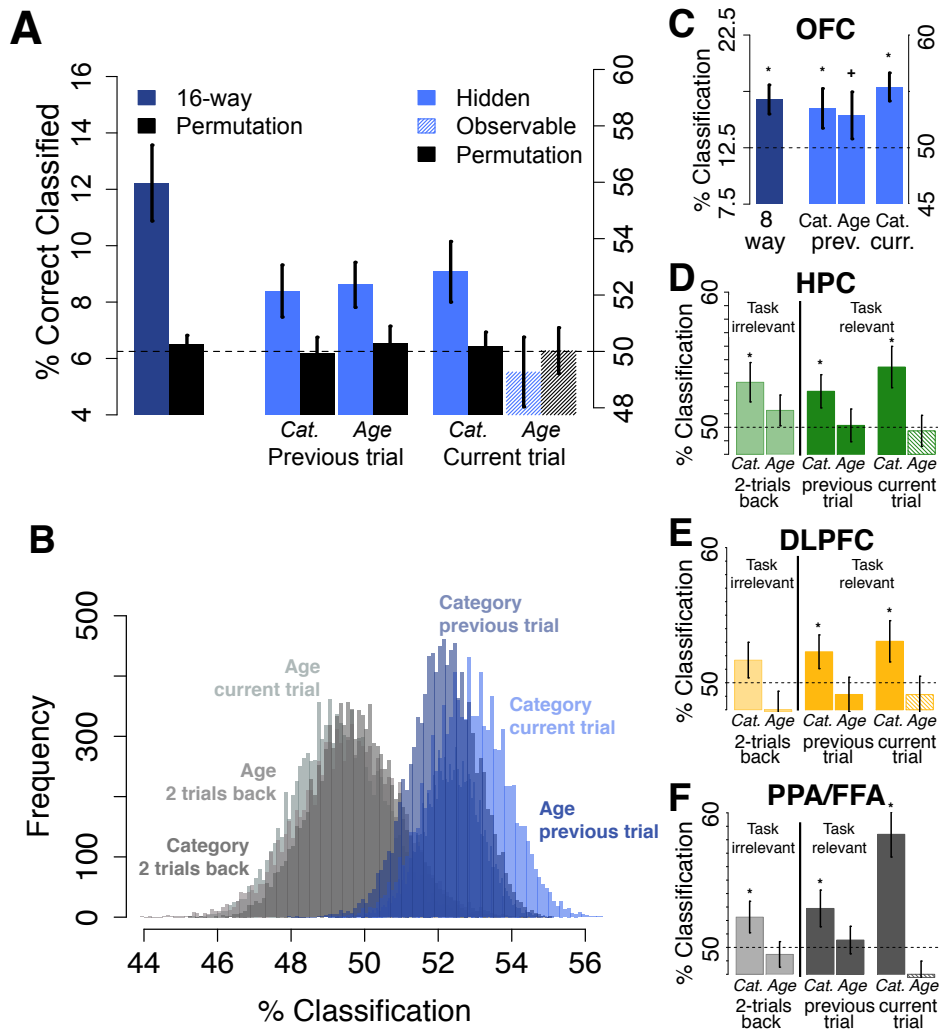 A
% Correct Classified
16
14
12
10
8
6
4
16-way
Permutation
Hidden
Observable
Permutation
60
58
56
54
52
50
48
Cat. Age
Previous trial
Cat. Age
Current trial
B
Frequency
500
300
100
0
Category
previous trial
Age
current trial
Category
current trial
Age
2 trials back
Age
previous trial
Category
2 trials back
44 46 48 50 52 54 56
% Classification
C
OFC
% Classification
22.5
12.5
7.5
60
50
45
*
*
+
*
8
way
Cat. Age
prev.
Cat.
curr.
D
HPC
% Classification
60
50
Task
irrelevant
Task
relevant
*
*
*
Cat. Age
2-trials
back
Cat. Age
previous
trial
Cat. Age
current
trial
E
DLPFC
% Classification
60
50
Task
irrelevant
Task
relevant
*
*
Cat. Age
2-trials
back
Cat. Age
previous
trial
Cat. Age
current
trial
F
PPA/FFA
% Classification
60
50
Task
irrelevant
Task
relevant
*
*
*
Cat. Age
2-trials
back
Cat. Age
previous
trial
Cat. Age
current
trial